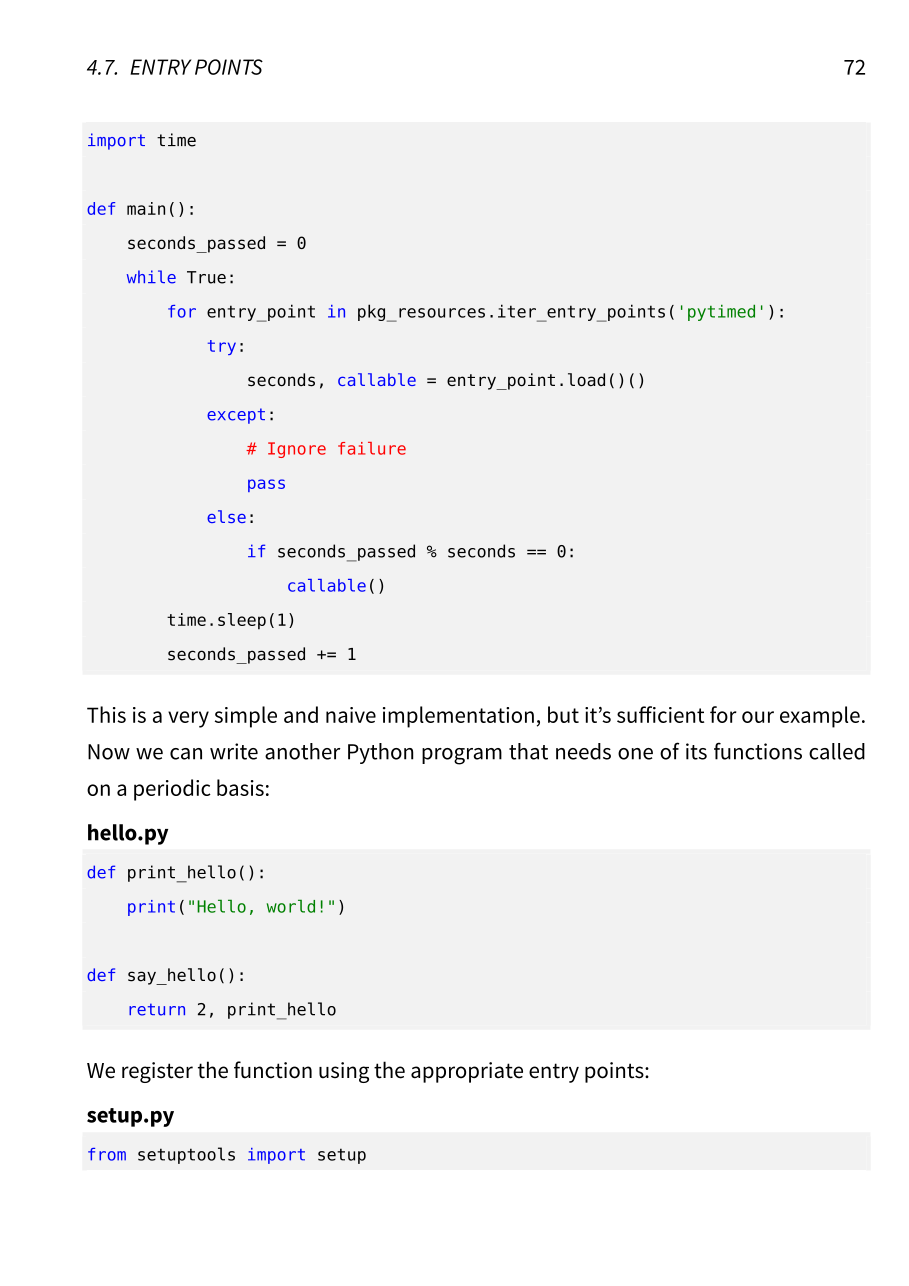 4.7. ENTRY POINTS 72
import time

def main():
    seconds_passed = 0
    while True:
        for entry_point in pkg_resources.iter_entry_points('pytimed'):
            try:
                seconds, callable = entry_point.load()()
            except:
                # Ignore failure
                pass
            else:
                if seconds_passed % seconds == 0:
                    callable()
        time.sleep(1)
        seconds_passed += 1
This is a very simple and naive implementation, but it’s sufficient for our example.
Now we can write another Python program that needs one of its functions called
on a periodic basis:
hello.py
def print_hello():
    print("Hello, world!")

def say_hello():
    return 2, print_hello
We register the function using the appropriate entry points:
setup.py
from setuptools import setup